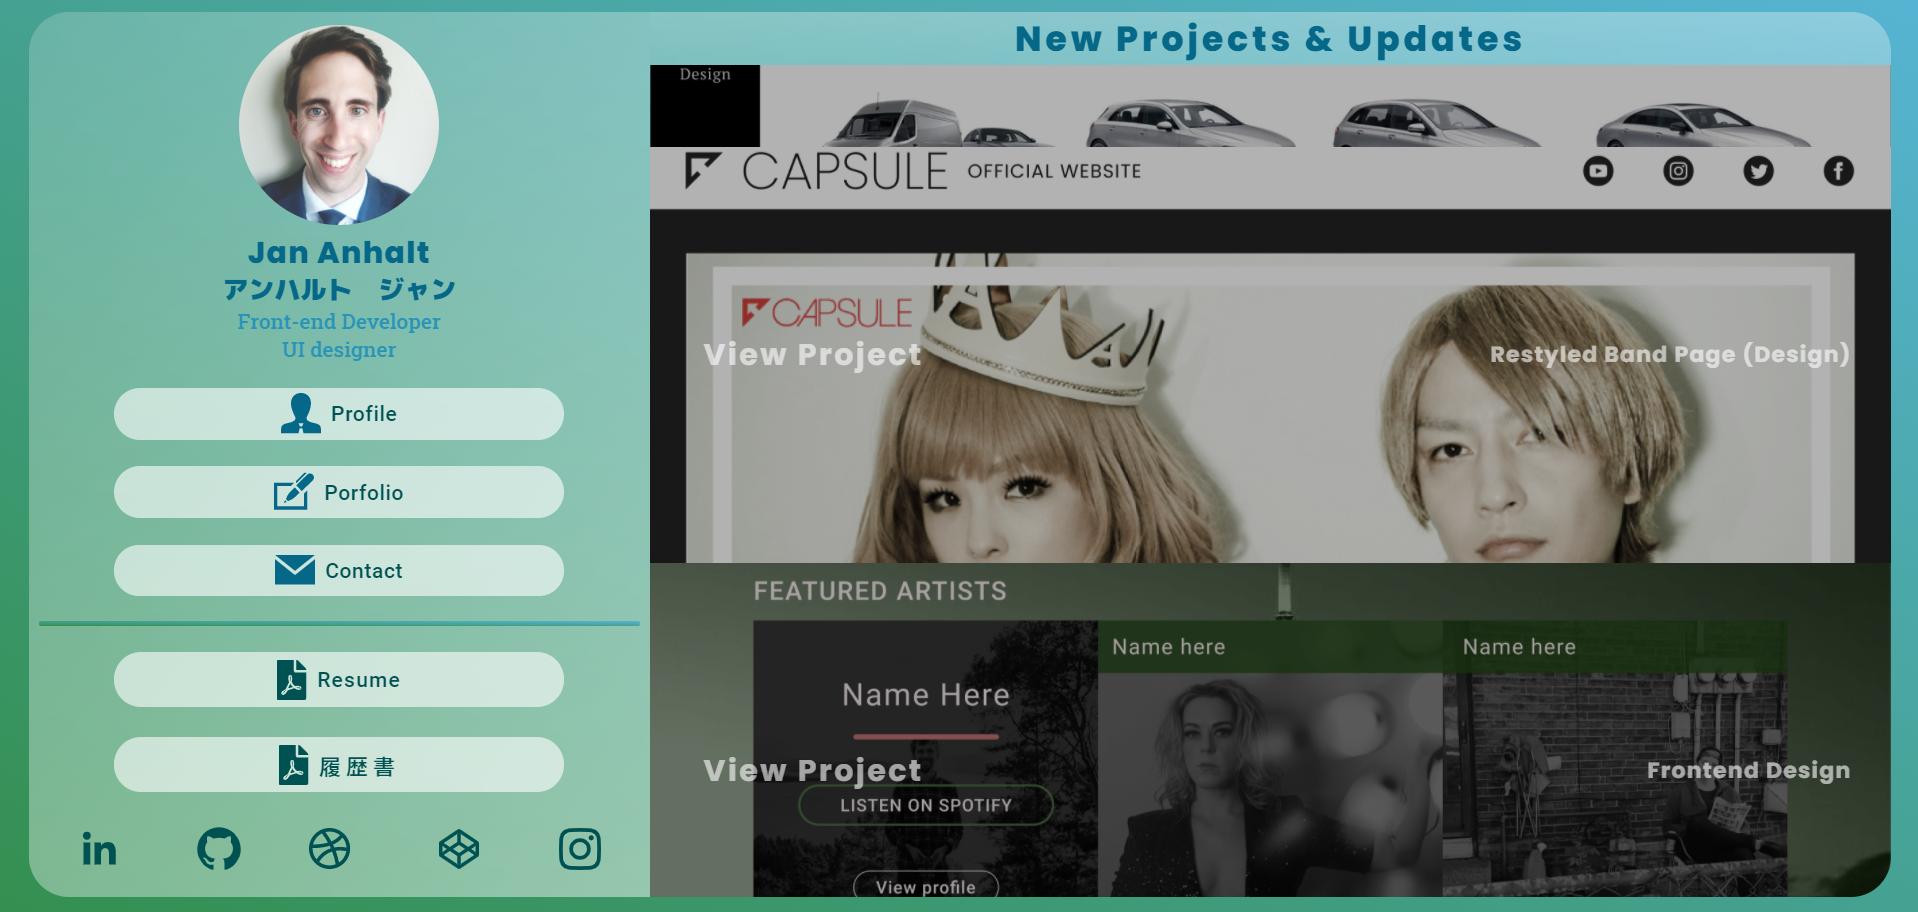 Jan Anhalt
アンハルト　ジャン
Front-end Developer
UI designer
Profile
Porfolio
Contact
Resume
履歴書
in
New Projects & Updates
Design
CAPSULE OFFICIAL WEBSITE
CAPSULE
View Project
Restyled Band Page (Design)
FEATURED ARTISTS
Name Here
Name here
Name here
View Project
Frontend Design
LISTEN ON SPOTIFY
View profile